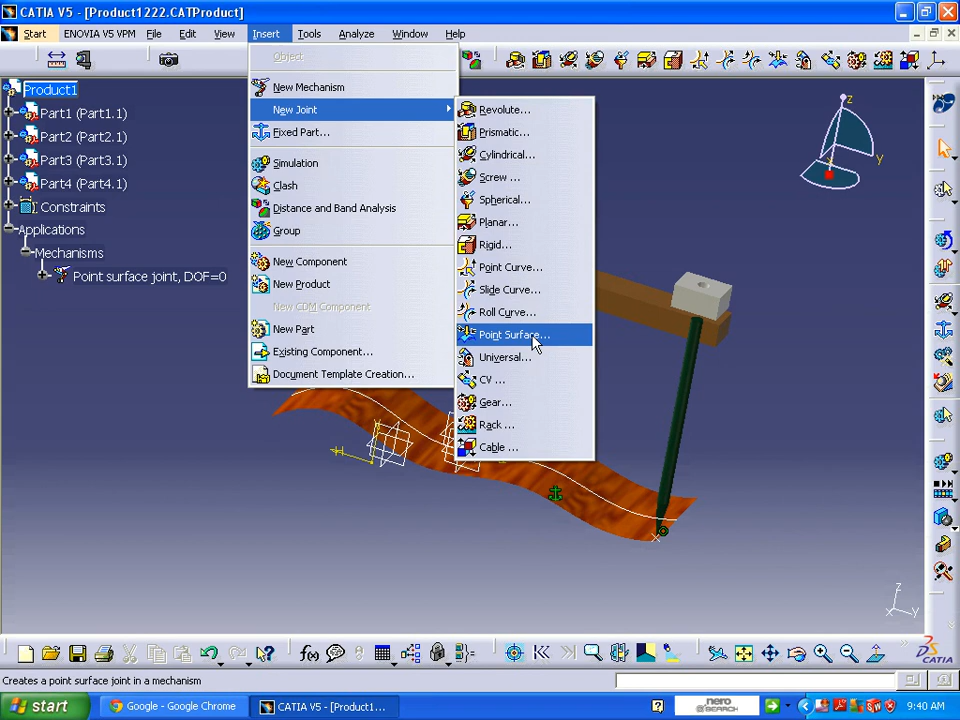 CATIA V5 - [Product1222.CATProduct]
Start ENOVIA V5 VPM File Edit View Insert Tools Analyze Window Help
Product1
Part1 (Part1.1)
Part2 (Part2.1)
Part3 (Part3.1)
Part4 (Part4.1)
Constraints
Applications
Mechanisms
Point surface joint, DOF=0
Object
New Mechanism
New Joint
Fixed Part...
Simulation
Clash
Distance and Band Analysis
Group
New Component
New Product
New CDM Component
New Part
Existing Component...
Document Template Creation...
Revolute...
Prismatic...
Cylindrical...
Screw ...
Spherical...
Planar...
Rigid...
Point Curve...
Slide Curve...
Roll Curve...
Point Surface...
Universal...
CV ...
Gear...
Rack ...
Cable ...
z
y
x
H
z
x
y
f(x)
CATIA
Creates a point surface joint in a mechanism
start
Google - Google Chrome
CATIA V5 - [Product1...
nero
SEARCH
9:40 AM